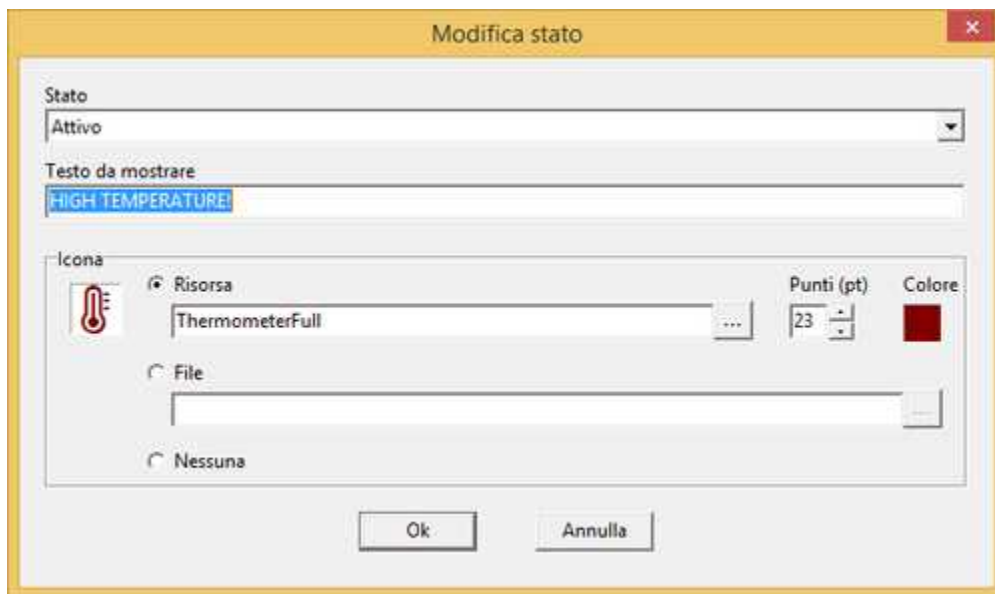 Modifica stato
Stato
Attivo
Testo da mostrare
HIGH TEMPERATURE!
Icona
Risorsa
Punti (pt)
Colore
ThermometerFull
...
23
File
...
Nessuna
Ok
Annulla